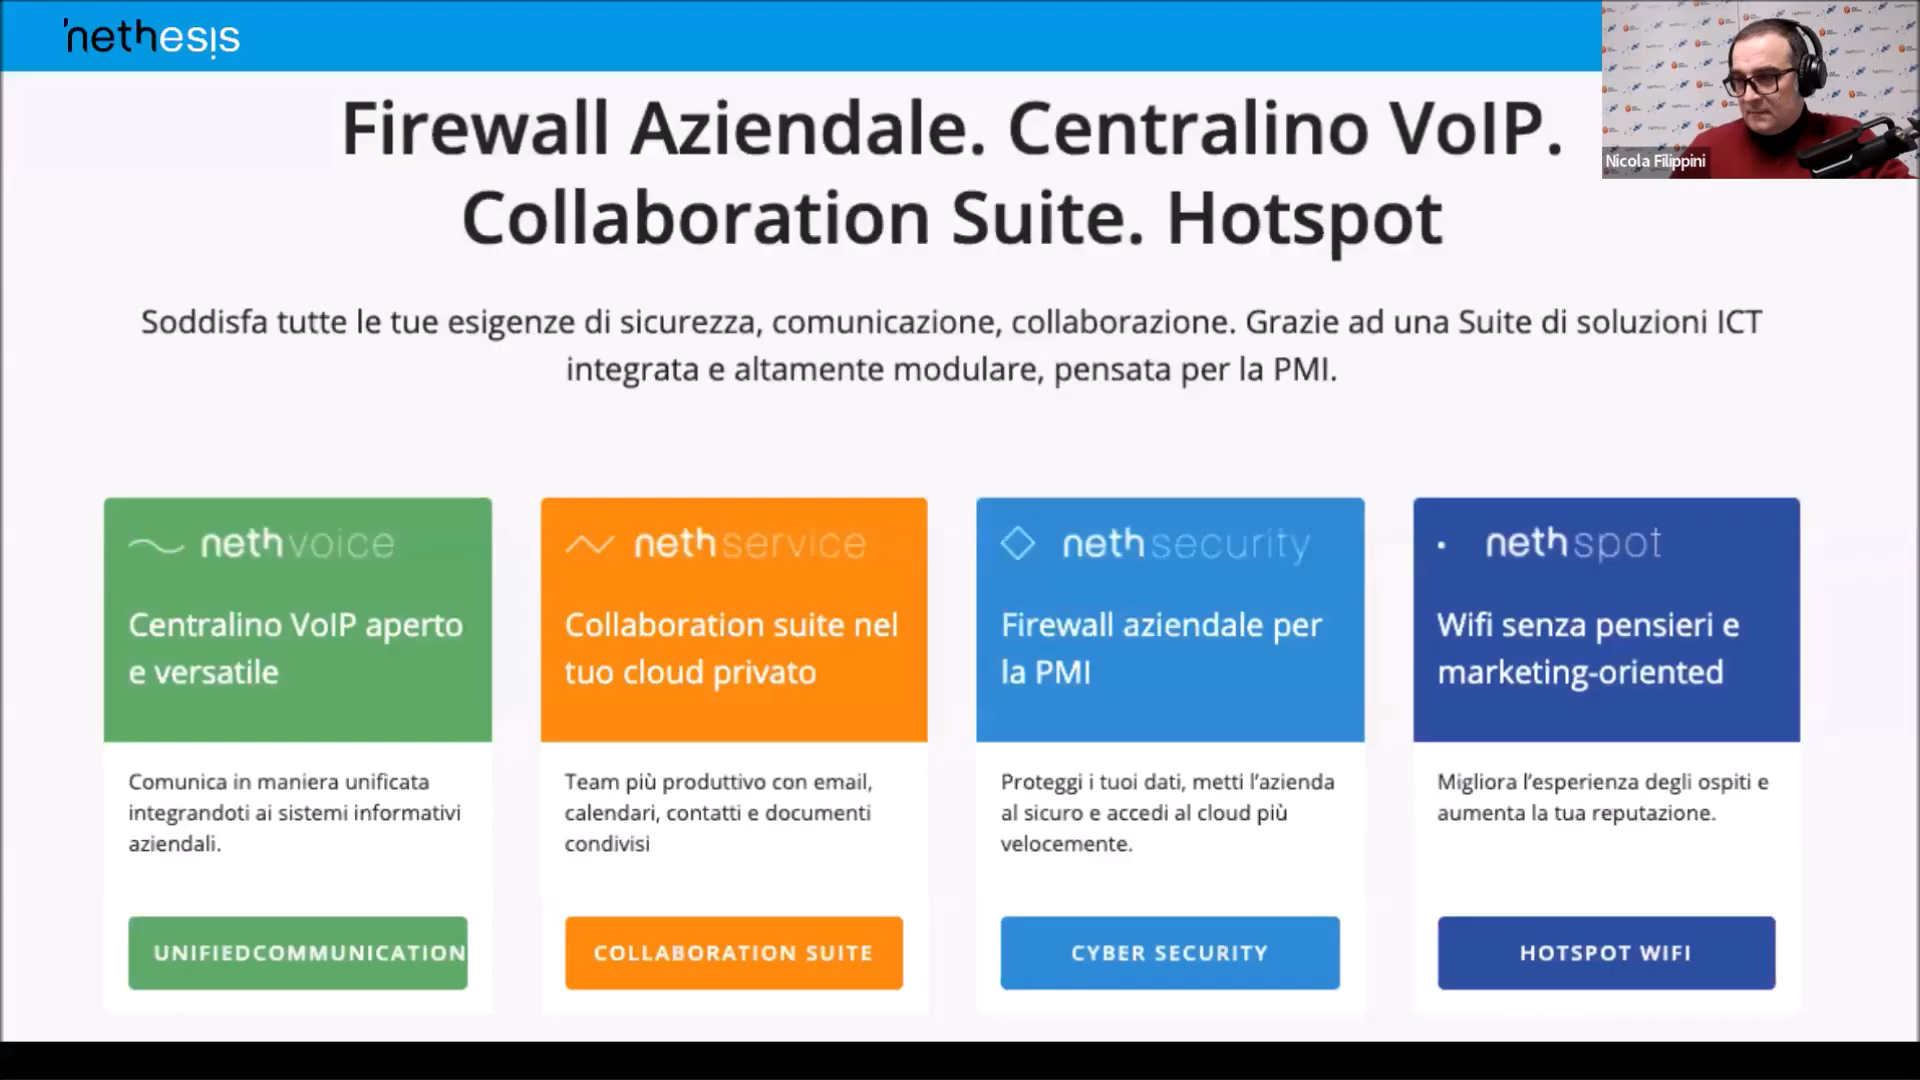 nethesis
Nicola Filippini
Firewall Aziendale. Centralino VoIP.
Collaboration Suite. Hotspot
Soddisfa tutte le tue esigenze di sicurezza, comunicazione, collaborazione. Grazie ad una Suite di soluzioni ICT
integrata e altamente modulare, pensata per la PMI.
nethvoice
Centralino VoIP aperto
e versatile
Comunica in maniera unificata
integrandoti ai sistemi informativi
aziendali.
UNIFIEDCOMMUNICATION
nethservice
Collaboration suite nel
tuo cloud privato
Team più produttivo con email,
calendari, contatti e documenti
condivisi
COLLABORATION SUITE
nethsecurity
Firewall aziendale per
la PMI
Proteggi i tuoi dati, metti l’azienda
al sicuro e accedi al cloud più
velocemente.
CYBER SECURITY
nethspot
Wifi senza pensieri e
marketing-oriented
Migliora l’esperienza degli ospiti e
aumenta la tua reputazione.
HOTSPOT WIFI